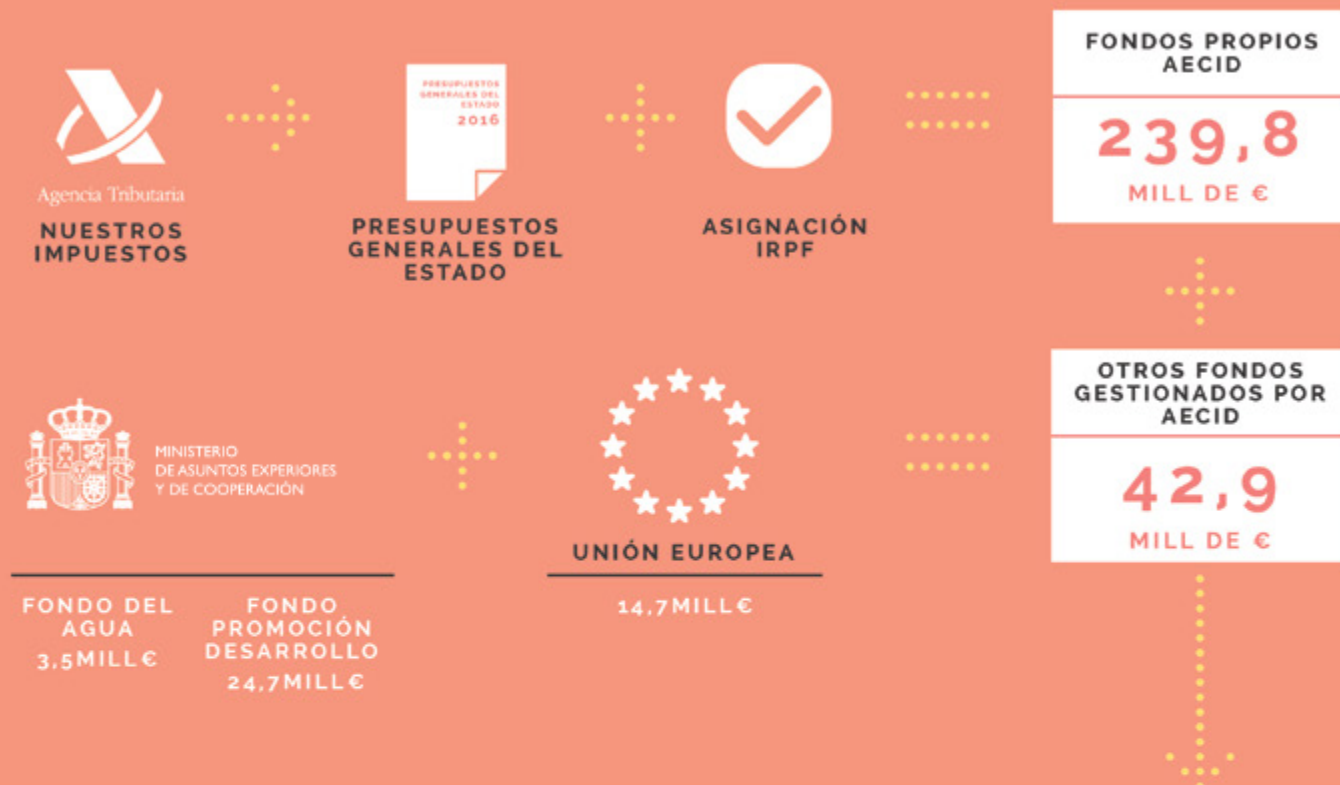 Agencia Tributaria
NUESTROS
IMPUESTOS
PRESUPUESTOS
GENERALES DEL
ESTADO
2016
PRESUPUESTOS
GENERALES DEL
ESTADO
ASIGNACIÓN
IRPF
FONDOS PROPIOS
AECID
239,8
MILL DE €
MINISTERIO
DE ASUNTOS EXPERIORES
Y DE COOPERACIÓN
FONDO DEL
AGUA
3,5MILL€
FONDO
PROMOCIÓN
DESARROLLO
24,7MILL€
UNIÓN EUROPEA
14,7MILL€
OTROS FONDOS
GESTIONADOS POR
AECID
42,9
MILL DE €